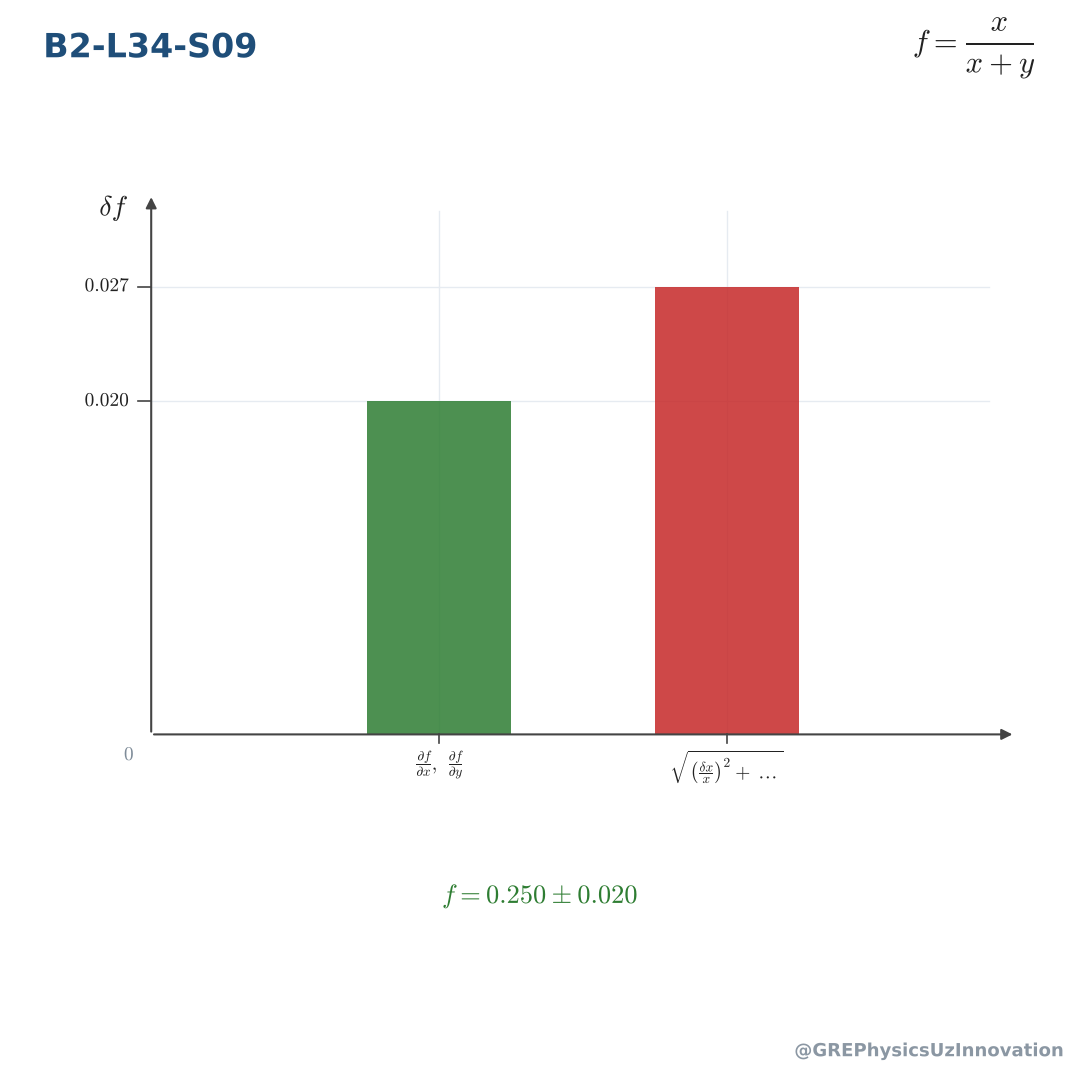 B2-L34-S09
f = x / (x + y)
δf
0.027
0.020
0
∂f/∂x, ∂f/∂y
√((δx/x)² + ...)
f = 0.250 ± 0.020
@GREPhysicsUzInnovation